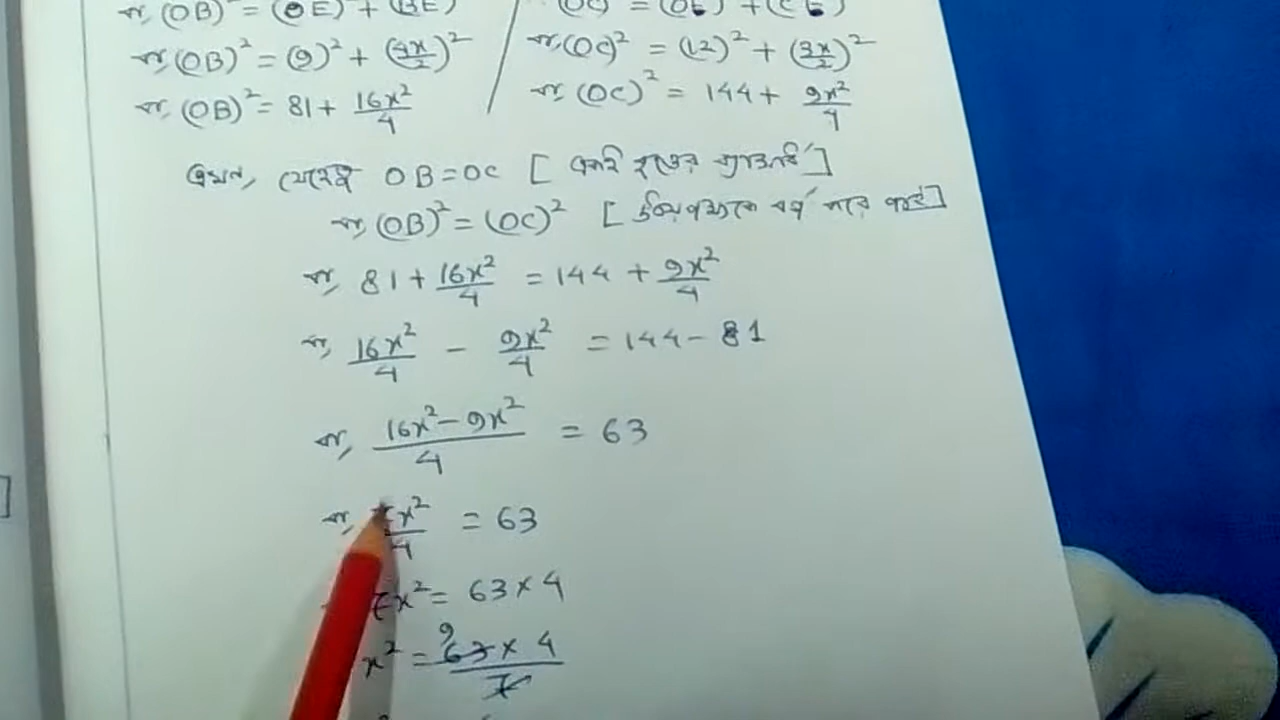 বা, (OB)² = (OE)² + (BE)² / (OC)² = (OE)² + (CE)²
বা, (OB)² = (9)² + (4x/2)² / বা, (OC)² = (12)² + (3x/2)²
বা, (OB)² = 81 + 16x²/4 / বা, (OC)² = 144 + 9x²/4
এখন, যেহেতু OB = OC [ একই বৃত্তের ব্যাসার্ধ ]
বা, (OB)² = (OC)² [ উভয়পক্ষকে বর্গ করে পাই ]
বা, 81 + 16x²/4 = 144 + 9x²/4
বা, 16x²/4 - 9x²/4 = 144 - 81
বা, 16x² - 9x²/4 = 63
বা, x²/4 = 63
7x² = 63 × 4
x² = 9 63 × 4/7
]